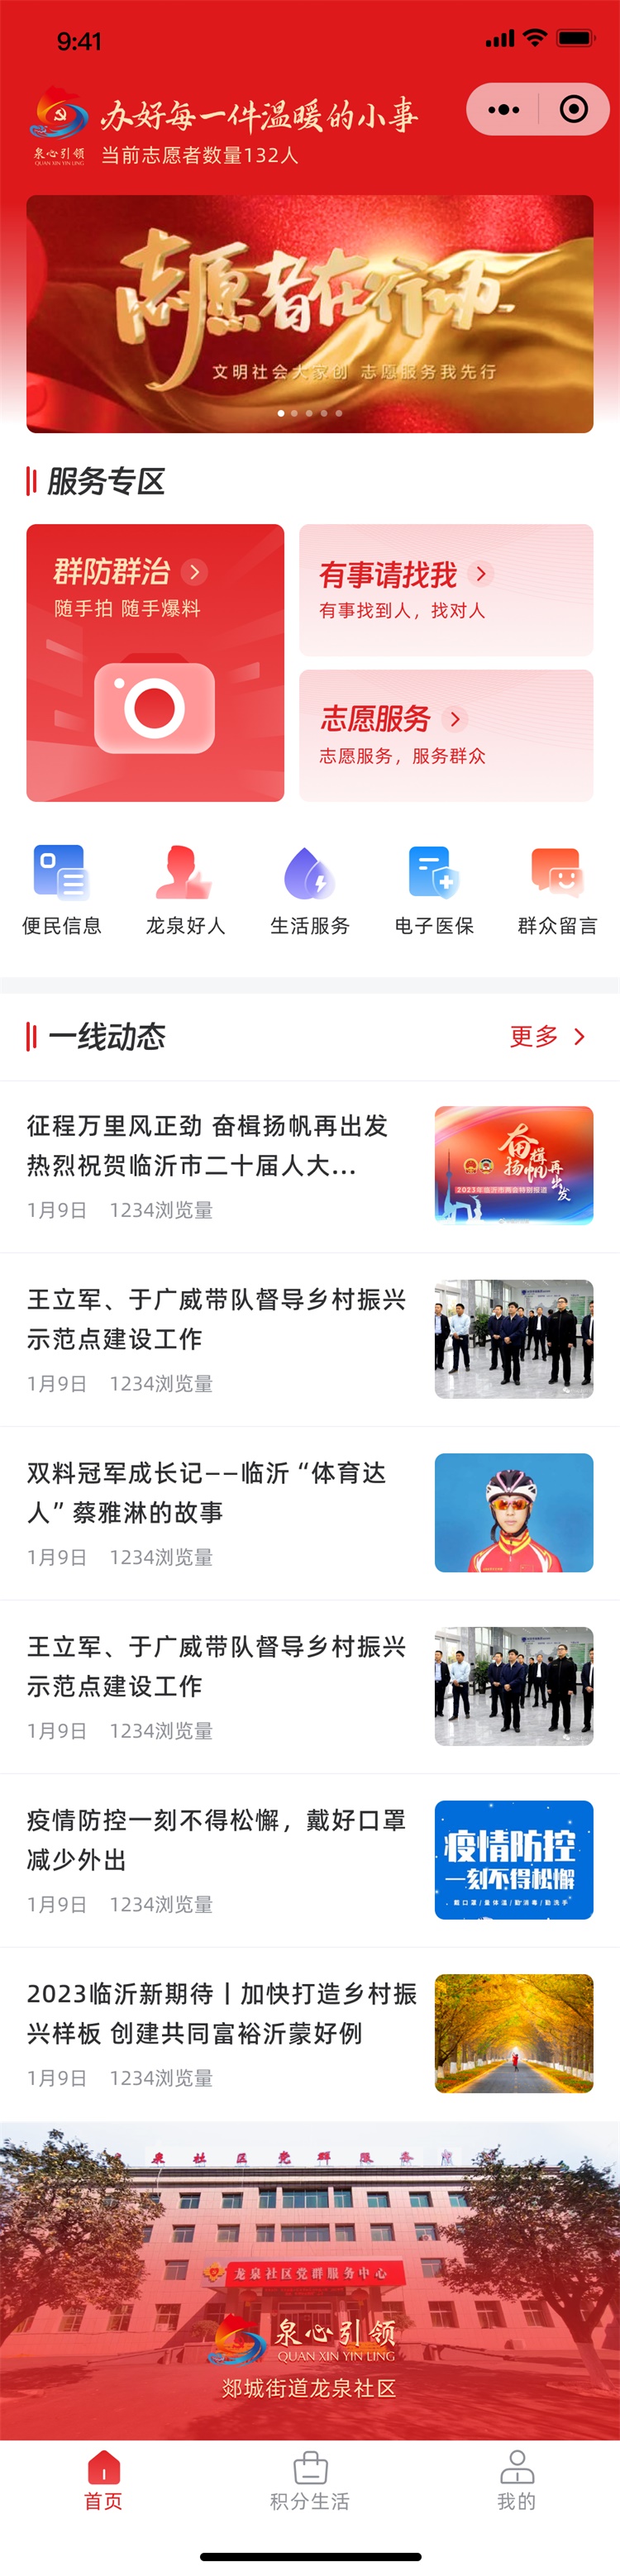 9:41
办好每一件温暖的小事
泉心引领
QUAN XIN YIN LING
当前志愿者数量132人
志愿者在行动
文明社会大家创 志愿服务我先行
服务专区
群防群治
随手拍 随手爆料
有事请找我
有事找到人，找对人
志愿服务
志愿服务，服务群众
便民信息
龙泉好人
生活服务
电子医保
群众留言
一线动态
更多
征程万里风正劲 奋楫扬帆再出发
热烈祝贺临沂市二十届人大...
1月9日 1234浏览量
奋楫
扬帆再
出发
2023年临沂市两会特别报道
王立军、于广威带队督导乡村振兴
示范点建设工作
1月9日 1234浏览量
双料冠军成长记——临沂“体育达
人”蔡雅淋的故事
1月9日 1234浏览量
王立军、于广威带队督导乡村振兴
示范点建设工作
1月9日 1234浏览量
疫情防控一刻不得松懈，戴好口罩
减少外出
1月9日 1234浏览量
疫情防控
一刻不得松懈
戴口罩/量体温/勤消毒/勤洗手
2023临沂新期待丨加快打造乡村振
兴样板 创建共同富裕沂蒙好例
1月9日 1234浏览量
泉社区党群服务
龙泉社区党群服务中心
泉心引领
QUAN XIN YIN LING
郯城街道龙泉社区
首页
积分生活
我的